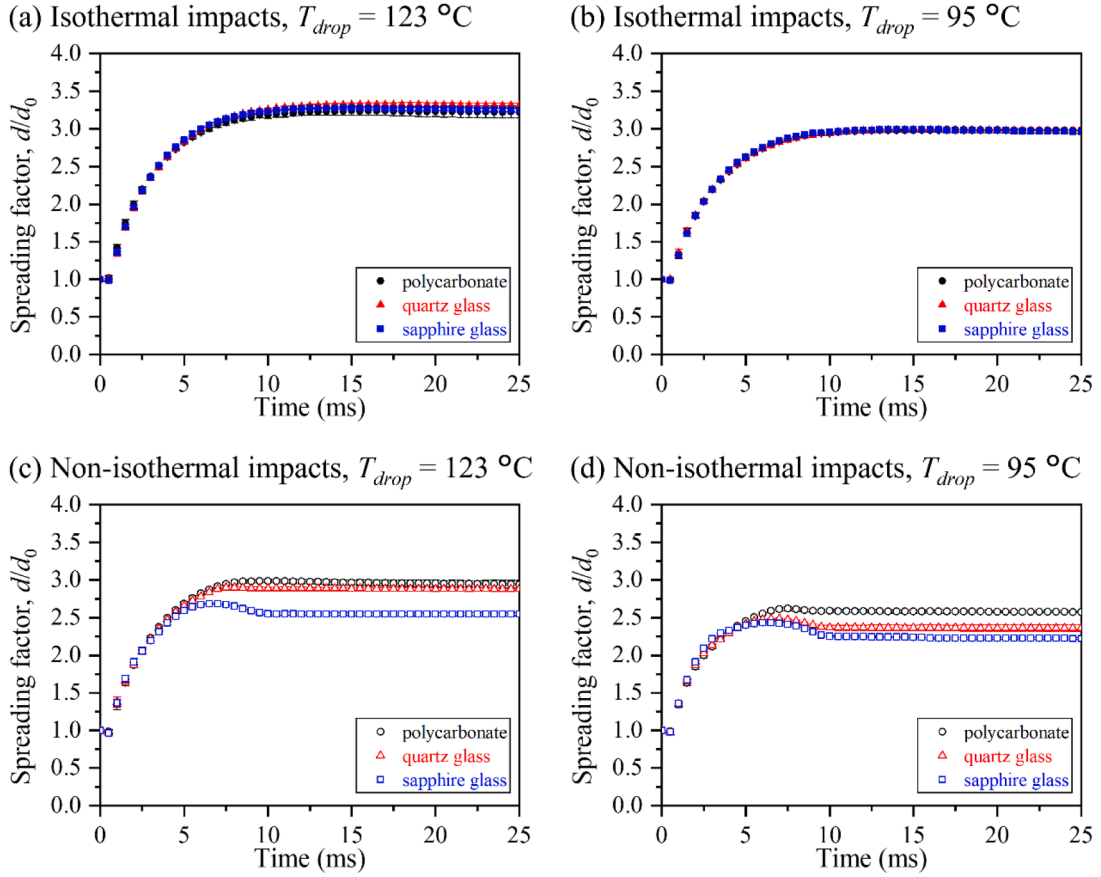 (a) Isothermal impacts, T_drop = 123 °C
Spreading factor, d/d₀
4.0
3.5
3.0
2.5
2.0
1.5
1.0
0.5
0.0
polycarbonate
quartz glass
sapphire glass
0 5 10 15 20 25
Time (ms)
(b) Isothermal impacts, T_drop = 95 °C
Spreading factor, d/d₀
4.0
3.5
3.0
2.5
2.0
1.5
1.0
0.5
0.0
polycarbonate
quartz glass
sapphire glass
0 5 10 15 20 25
Time (ms)
(c) Non-isothermal impacts, T_drop = 123 °C
Spreading factor, d/d₀
4.0
3.5
3.0
2.5
2.0
1.5
1.0
0.5
0.0
polycarbonate
quartz glass
sapphire glass
0 5 10 15 20 25
Time (ms)
(d) Non-isothermal impacts, T_drop = 95 °C
Spreading factor, d/d₀
4.0
3.5
3.0
2.5
2.0
1.5
1.0
0.5
0.0
polycarbonate
quartz glass
sapphire glass
0 5 10 15 20 25
Time (ms)